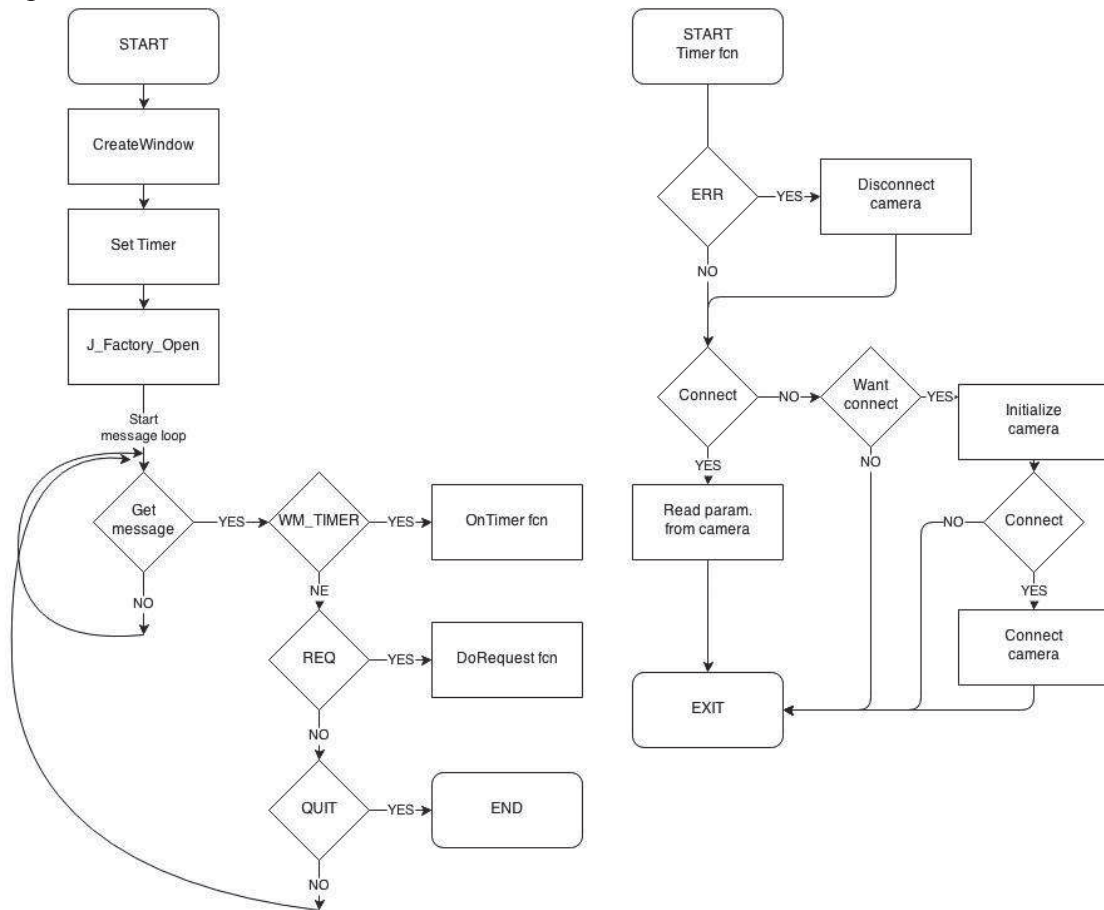 START
CreateWindow
Set Timer
J_Factory_Open
Start
message loop
Get
message
YES
WM_TIMER
YES
OnTimer fcn
NO
NE
REQ
YES
DoRequest fcn
NO
QUIT
YES
END
NO
START
Timer fcn
ERR
YES
Disconnect
camera
NO
Connect
NO
Want
connect
YES
Initialize
camera
YES
NO
Read param.
from camera
NO
Connect
YES
Connect
camera
EXIT